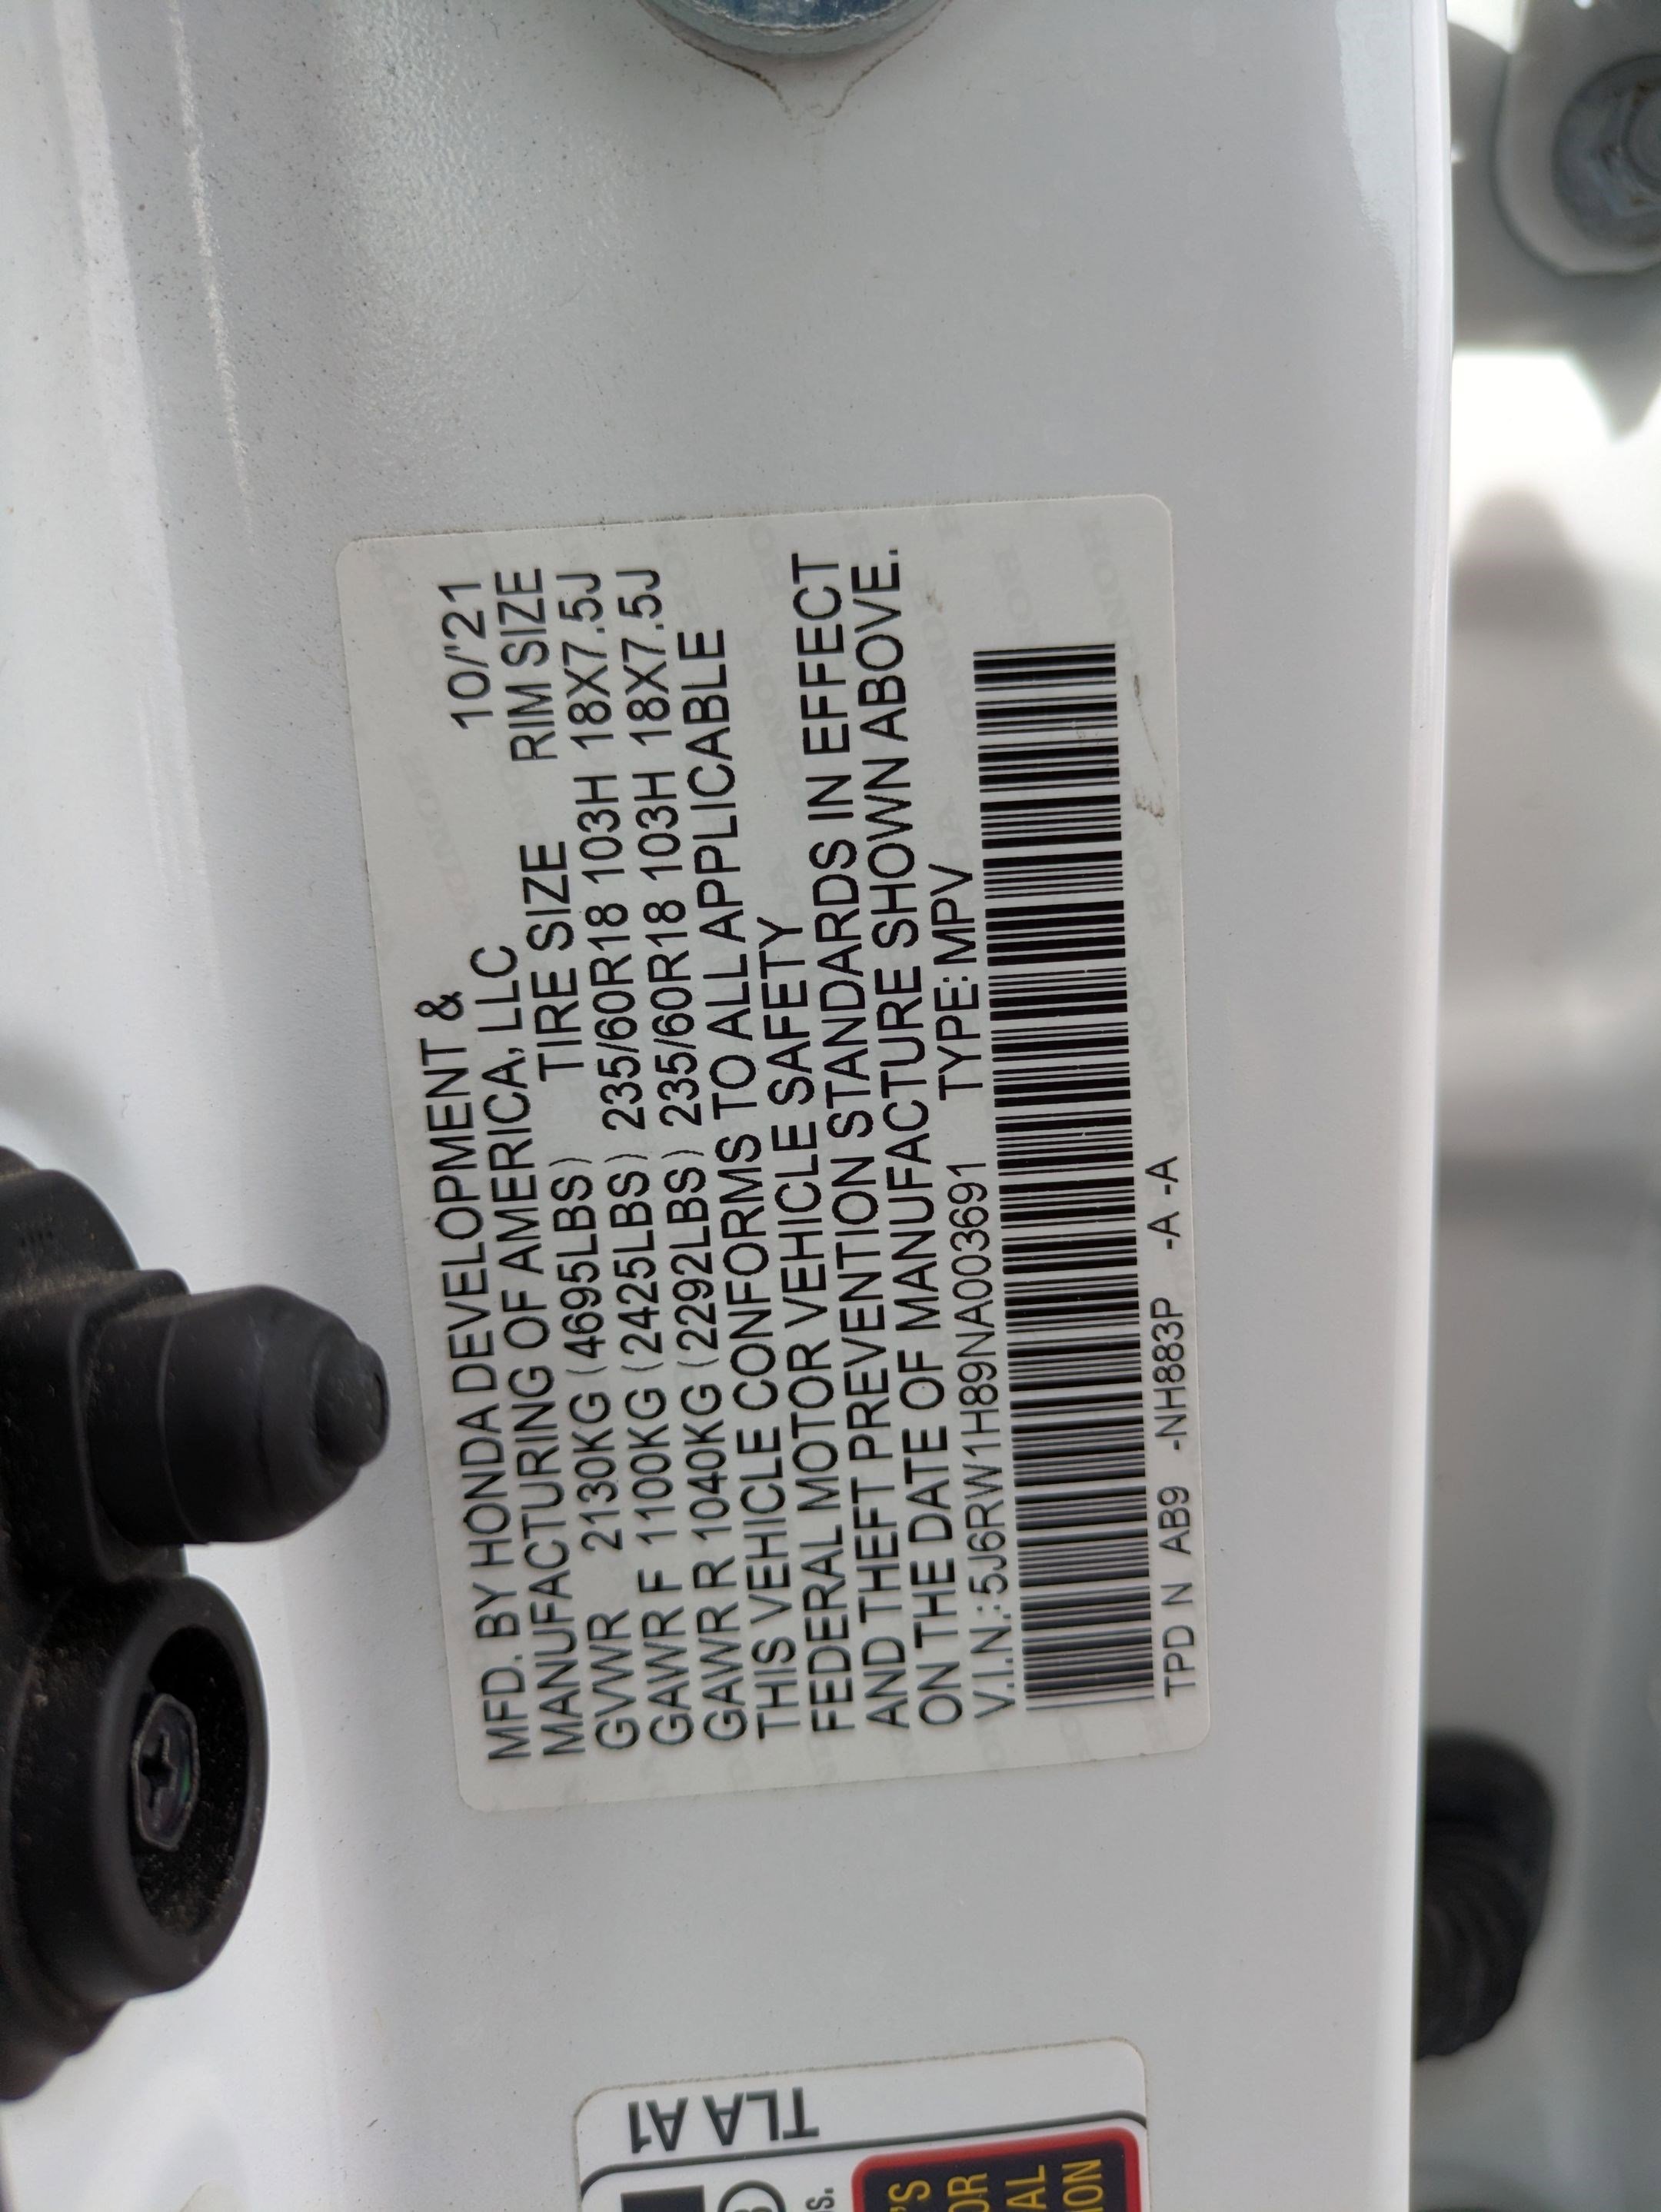 MFD. BY HONDA DEVELOPMENT & 10/'21
MANUFACTURING OF AMERICA, LLC RIM SIZE
TIRE SIZE
GVWR 2130KG (4695LBS) 235/60R18 103H 18X7.5J
GAWR F 1100KG (2425LBS) 235/60R18 103H 18X7.5J
GAWR R 1040KG (2292LBS)
THIS VEHICLE CONFORMS TO ALL APPLICABLE
FEDERAL MOTOR VEHICLE SAFETY
AND THEFT PREVENTION STANDARDS IN EFFECT
ON THE DATE OF MANUFACTURE SHOWN ABOVE.
V.I.N.:5J6RW1H89NA003691 TYPE:MPV
TPD N AB9 -NH883P -A -A
TLA A1